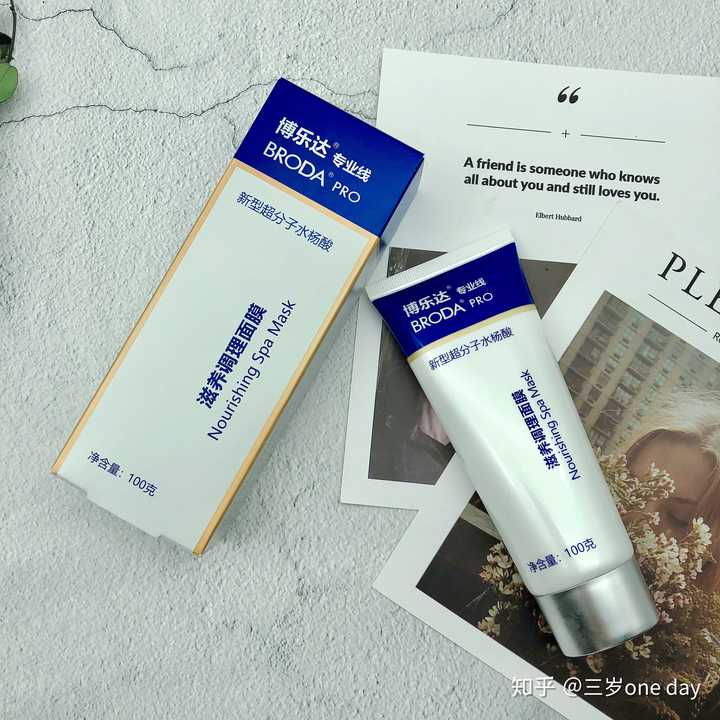 博乐达® 专业线
BRODA® PRO
新型超分子水杨酸
滋养调理面膜
Nourishing Spa Mask
净含量：100克
“
A friend is someone who knows
all about you and still loves you.
Elbert Hubbard
博乐达® 专业线
BRODA® PRO
新型超分子水杨酸
滋养调理面膜
Nourishing Spa Mask
净含量：100克
知乎 @三岁one day